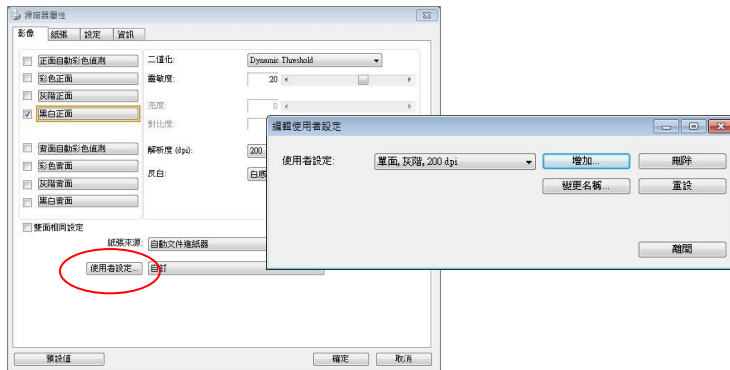 掃描器屬性
影像 紙張 設定 資訊
正面自動彩色偵測
彩色正面
灰階正面
黑白正面
背面自動彩色偵測
彩色背面
灰階背面
黑白背面
二值化: Dynamic Threshold
靈敏度: 20
亮度: 0
對比度:
解析度 (dpi): 200
反白: 白底
雙面相同設定
紙張來源: 自動文件進紙器
使用者設定... 自訂
預設值 確定 取消
編輯使用者設定
使用者設定: 單面, 灰階, 200 dpi 增加... 刪除
變更名稱... 重設
離開